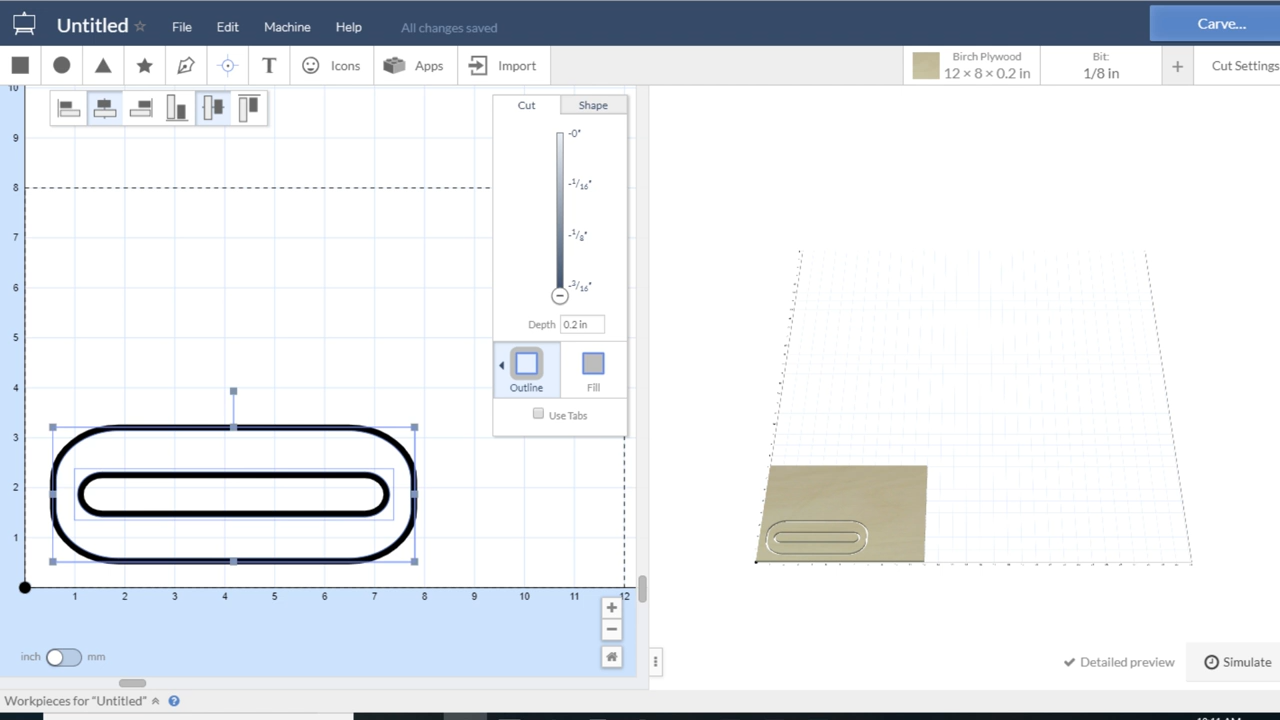 Untitled ☆ File Edit Machine Help All changes saved Carve...
T Icons Apps Import Birch Plywood 12 × 8 × 0.2 in Bit: 1/8 in + Cut Settings
Cut Shape
-0"
-1/16"
-1/8"
-3/16"
Depth 0.2 in
Outline Fill
Use Tabs
10
9
8
7
6
5
4
3
2
1
1 2 3 4 5 6 7 8 9 10 11 12
+
−
inch mm
Detailed preview Simulate
Workpieces for “Untitled” ?